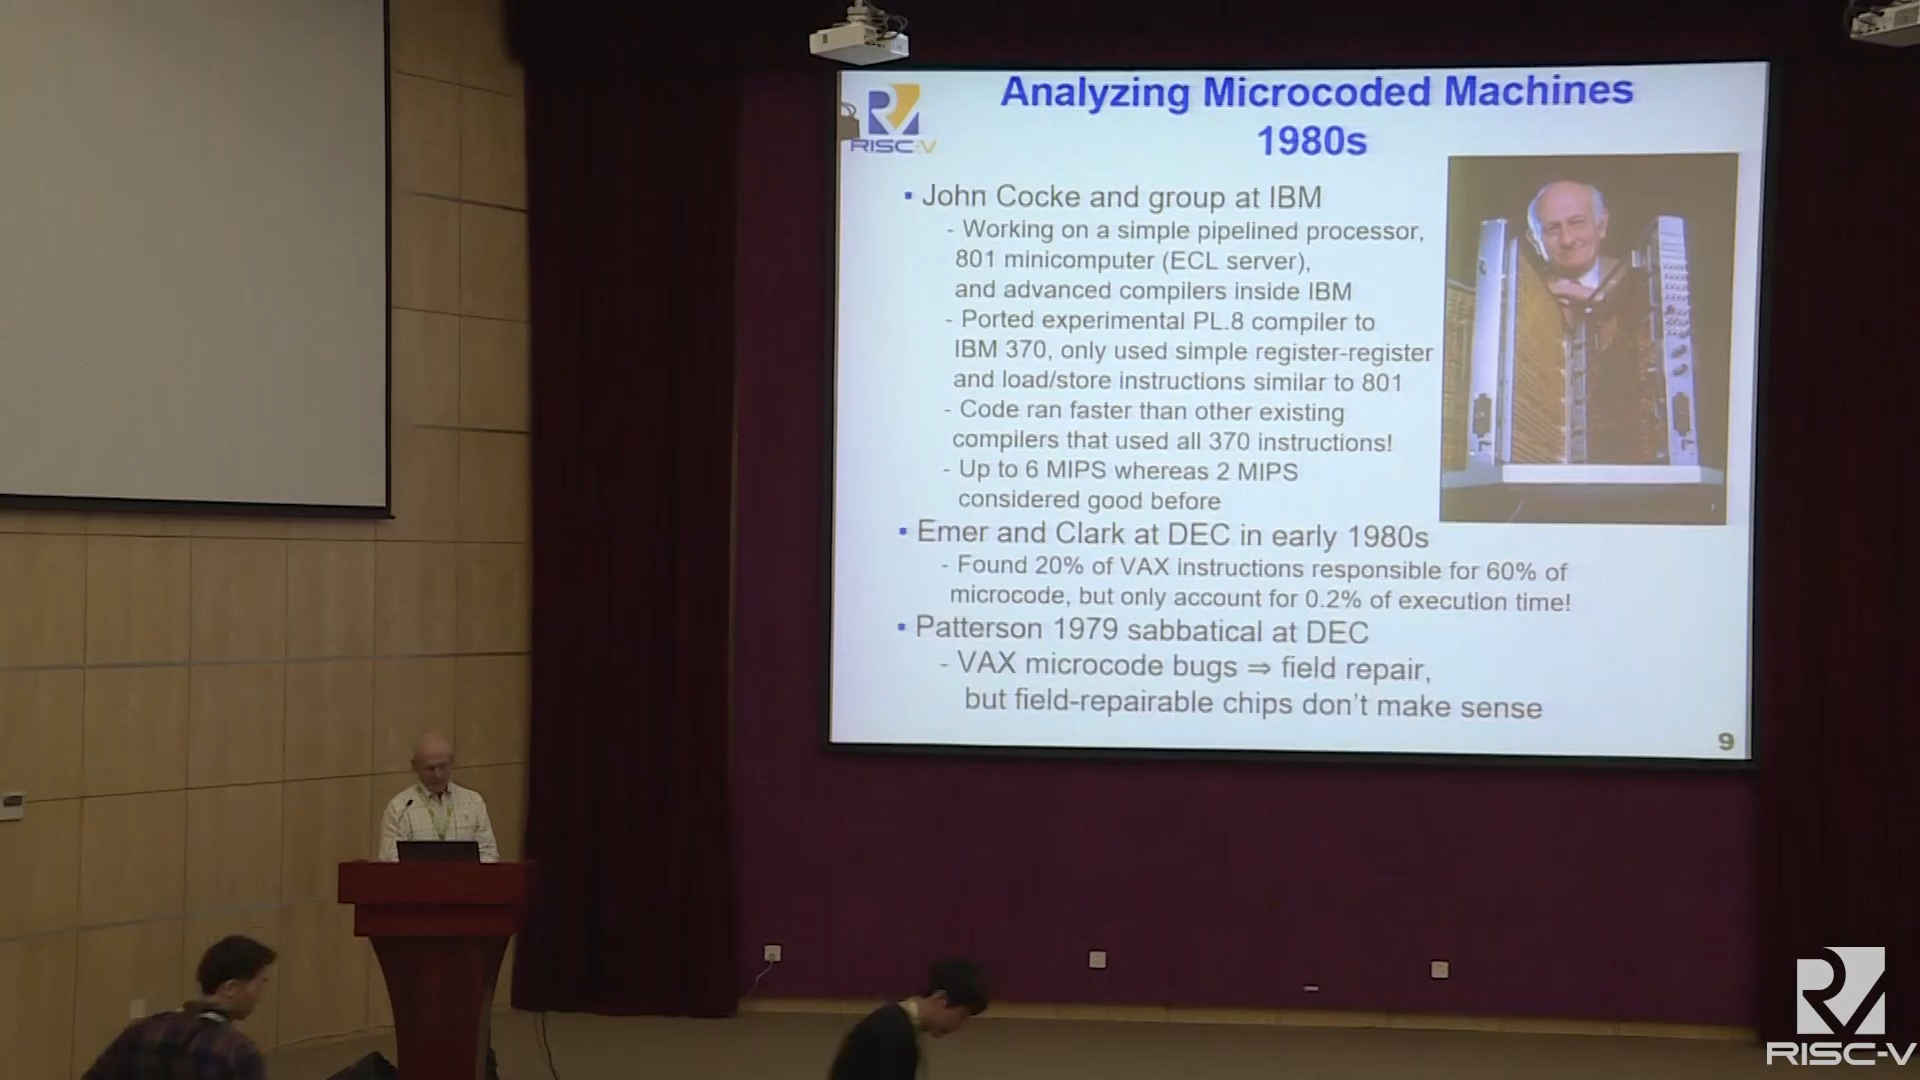 Analyzing Microcoded Machines
1980s
RISC-V
▪ John Cocke and group at IBM
- Working on a simple pipelined processor,
801 minicomputer (ECL server),
and advanced compilers inside IBM
- Ported experimental PL.8 compiler to
IBM 370, only used simple register-register
and load/store instructions similar to 801
- Code ran faster than other existing
compilers that used all 370 instructions!
- Up to 6 MIPS whereas 2 MIPS
considered good before
▪ Emer and Clark at DEC in early 1980s
- Found 20% of VAX instructions responsible for 60% of
microcode, but only account for 0.2% of execution time!
▪ Patterson 1979 sabbatical at DEC
- VAX microcode bugs ⇒ field repair,
but field-repairable chips don't make sense
9
RISC-V